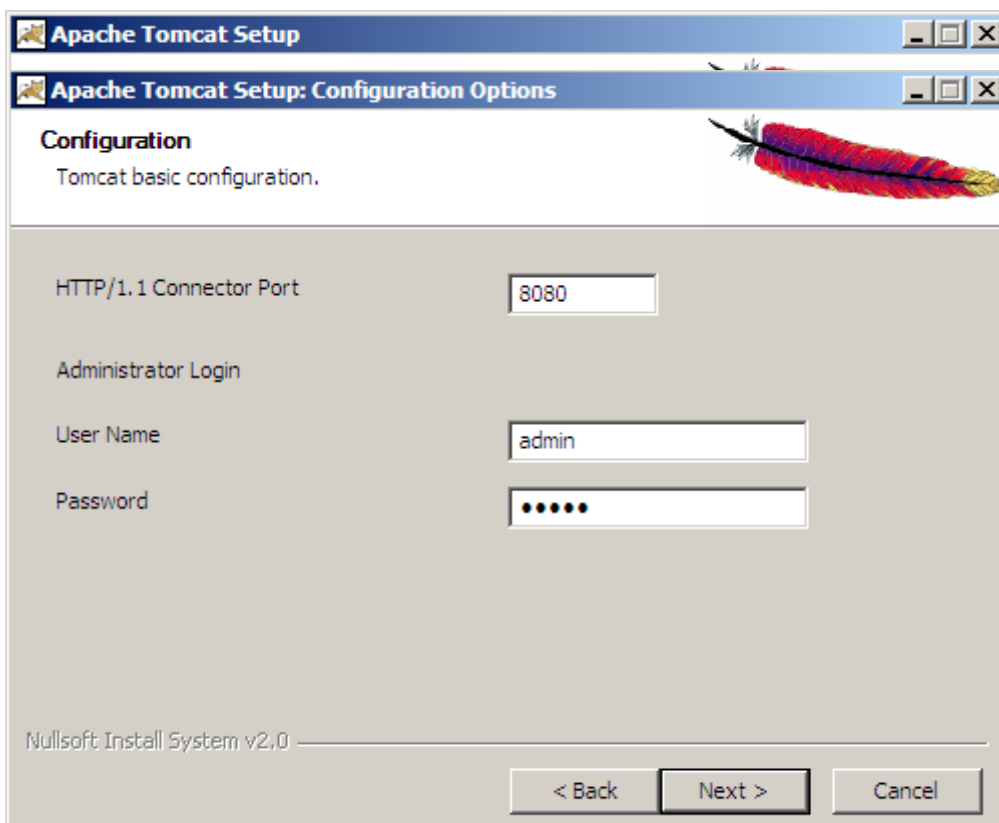 Apache Tomcat Setup
Apache Tomcat Setup: Configuration Options
Configuration
Tomcat basic configuration.
HTTP/1.1 Connector Port 8080
Administrator Login
User Name admin
Password •••••
Nullsoft Install System v2.0
< Back Next > Cancel